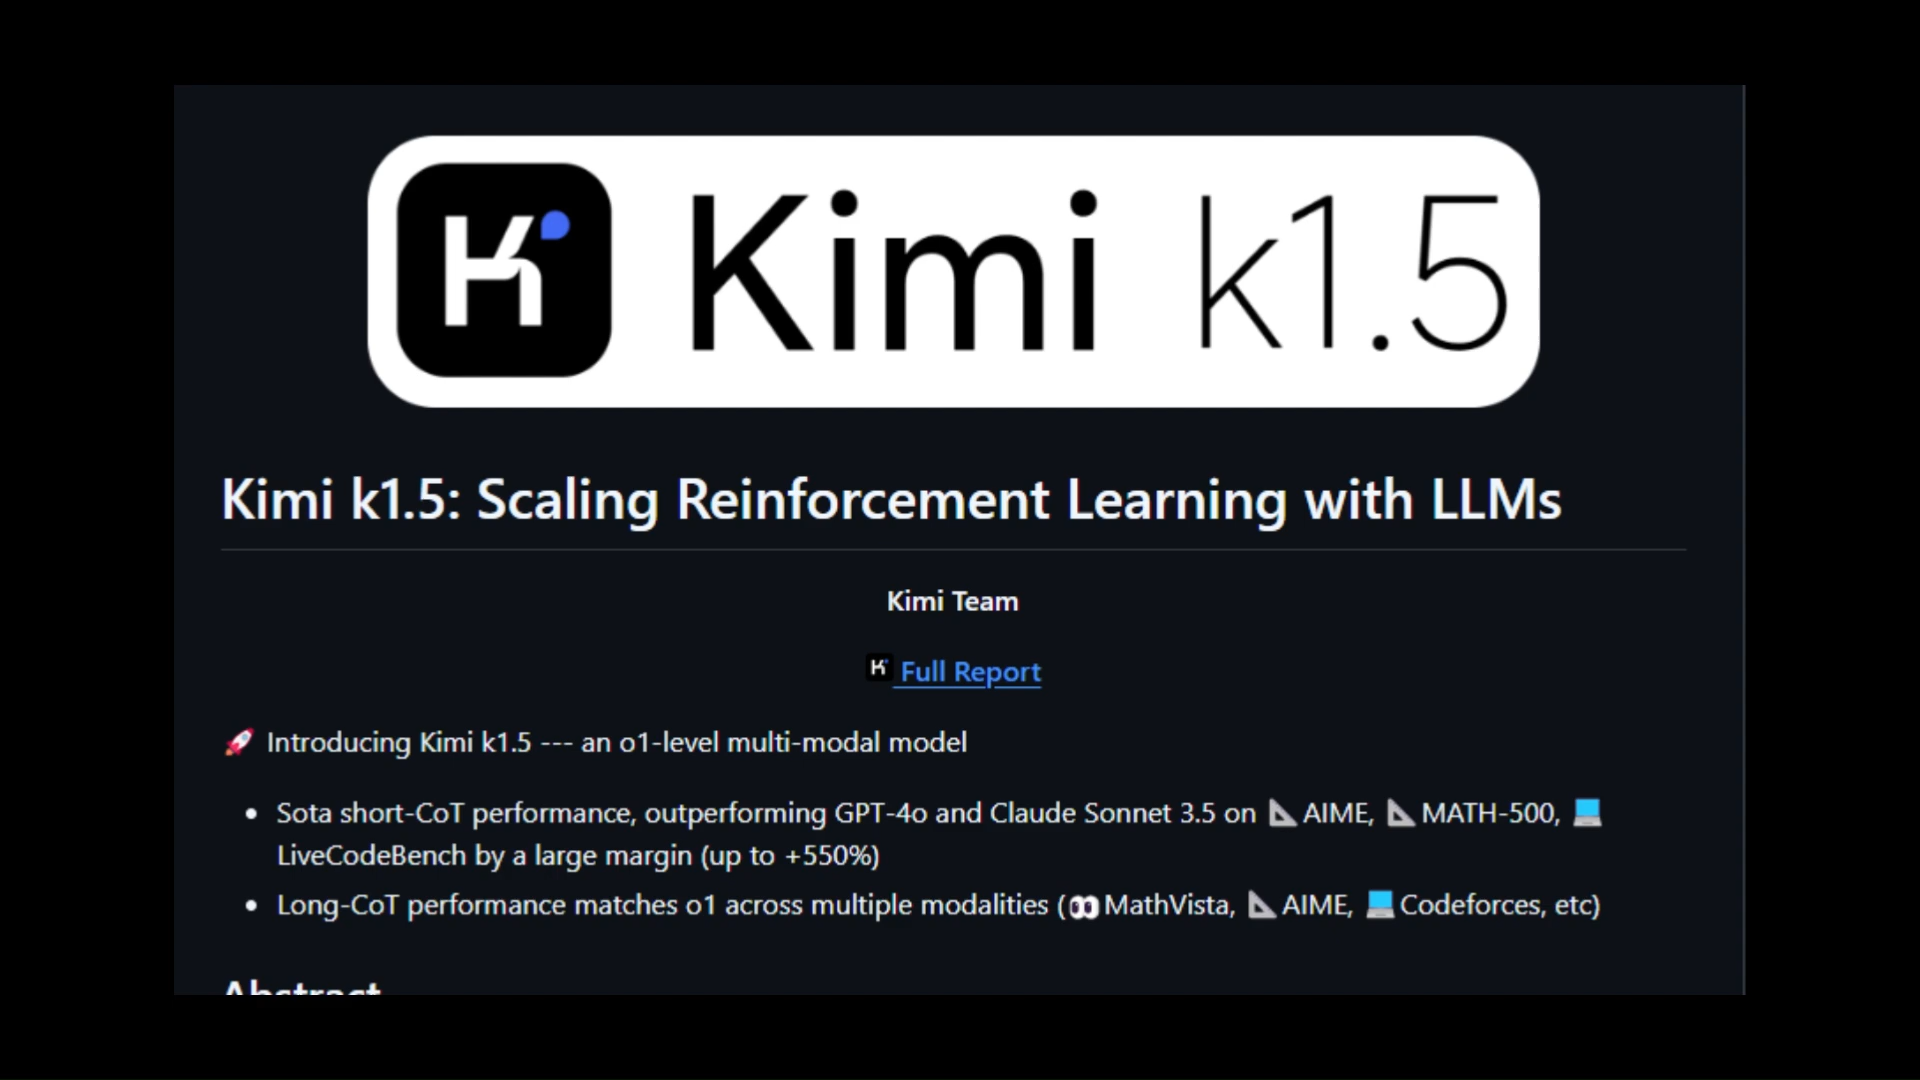 Kimi k1.5
Kimi k1.5: Scaling Reinforcement Learning with LLMs
Kimi Team
Full Report
🚀 Introducing Kimi k1.5 --- an o1-level multi-modal model
• Sota short-CoT performance, outperforming GPT-4o and Claude Sonnet 3.5 on 📐AIME, 📐MATH-500, 💻
LiveCodeBench by a large margin (up to +550%)
• Long-CoT performance matches o1 across multiple modalities (👀MathVista, 📐AIME, 💻Codeforces, etc)
Abstract